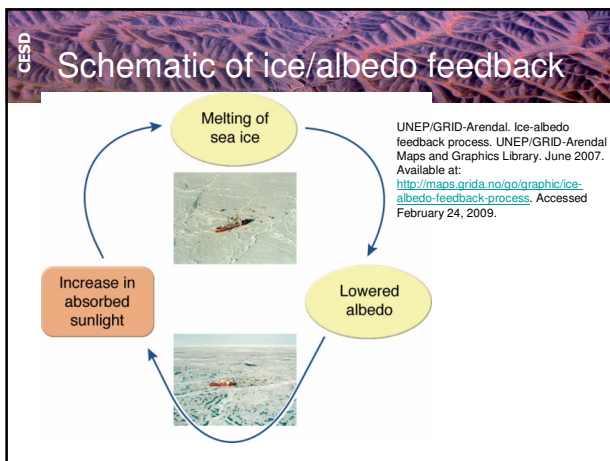 CESD
Schematic of ice/albedo feedback
Melting of
sea ice
UNEP/GRID-Arendal. Ice-albedo
feedback process. UNEP/GRID-Arendal
Maps and Graphics Library. June 2007.
Available at:
http://maps.grida.no/go/graphic/ice-
albedo-feedback-process. Accessed
February 24, 2009.
Lowered
albedo
Increase in
absorbed
sunlight